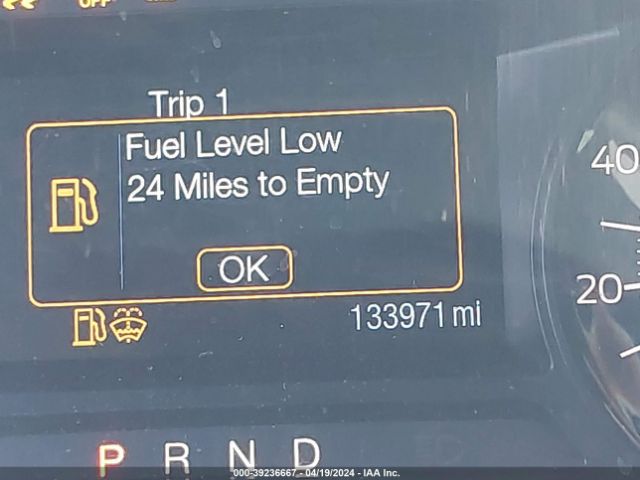 OFF
Trip 1
Fuel Level Low
24 Miles to Empty
OK
133971 mi
40
20
P R N D
000-39236667 - 04/19/2024 - IAA Inc.